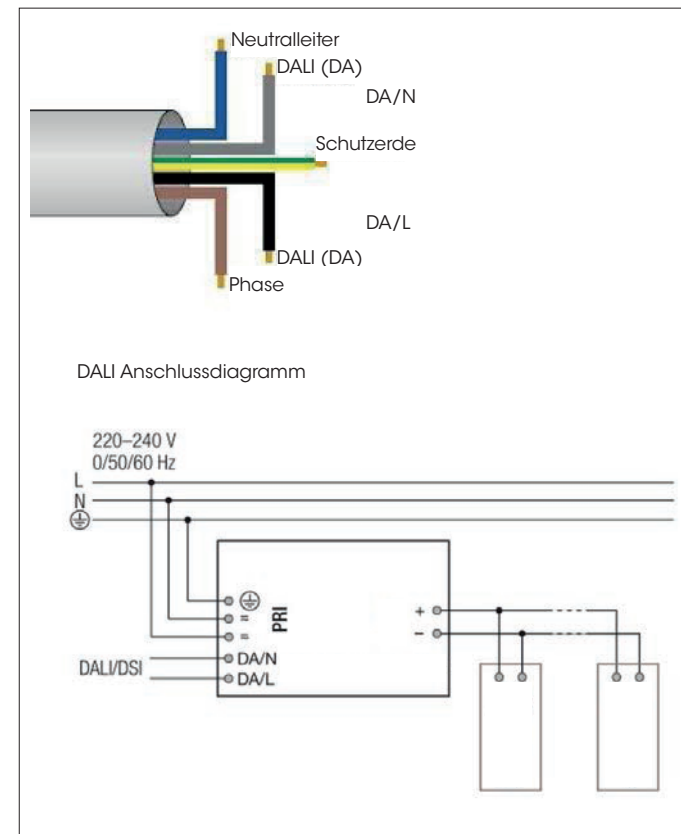 Neutralleiter
DALI (DA)
DA/N
Schutzerde
DA/L
DALI (DA)
Phase
DALI Anschlussdiagramm
220–240 V
0/50/60 Hz
L
N
PRI
+
=
–
=
DALI/DSI
DA/N
DA/L